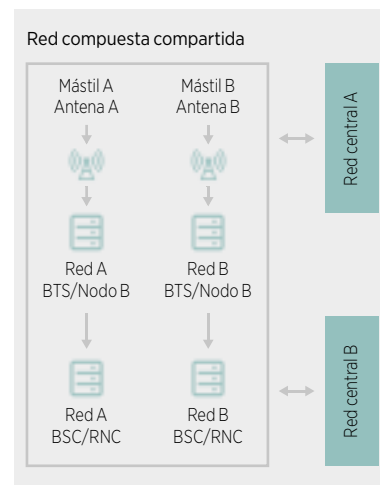 Red compuesta compartida
Mástil A
Antena A
Mástil B
Antena B
Red central A
Red A
BTS/Nodo B
Red B
BTS/Nodo B
Red A
BSC/RNC
Red B
BSC/RNC
Red central B